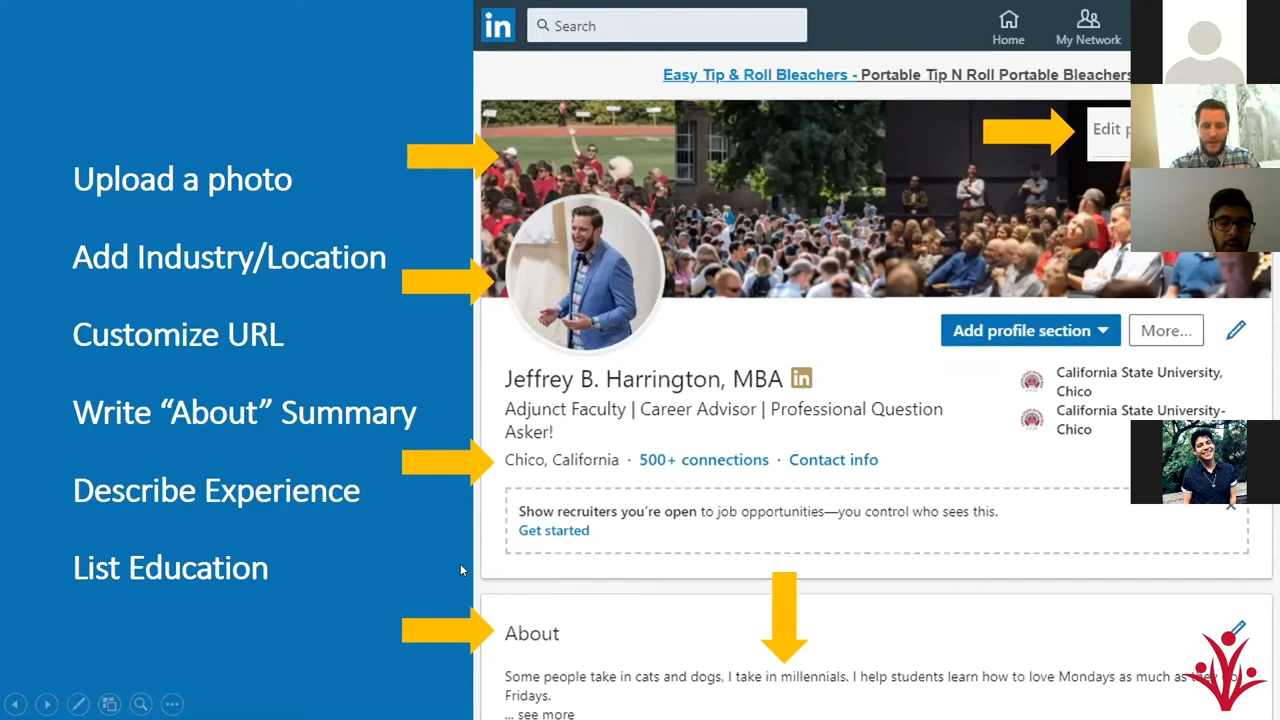 Upload a photo
Add Industry/Location
Customize URL
Write “About” Summary
Describe Experience
List Education
in
Search
Home
My Network
Easy Tip & Roll Bleachers - Portable Tip N Roll Portable Bleachers
Edit p
Add profile section
More...
Jeffrey B. Harrington, MBA in
Adjunct Faculty | Career Advisor | Professional Question
Asker!
Chico, California · 500+ connections · Contact info
California State University,
Chico
California State University-
Chico
Show recruiters you’re open to job opportunities—you control who sees this.
Get started
About
Some people take in cats and dogs, I take in millennials. I help students learn how to love Mondays as much as
Fridays.
... see more